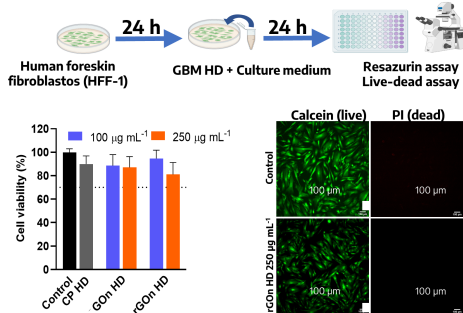 24 h
24 h
Human foreskin
fibroblastos (HFF-1)
GBM HD + Culture medium
Resazurin assay
Live-dead assay
100 µg mL⁻¹
250 µg mL⁻¹
Cell viability (%)
120
100
80
60
40
20
0
Control
CP HD
GOn HD
rGOn HD
Calcein (live)
PI (dead)
Control
100 µm
100 µm
rGOn HD 250 µg mL⁻¹
100 µm
100 µm